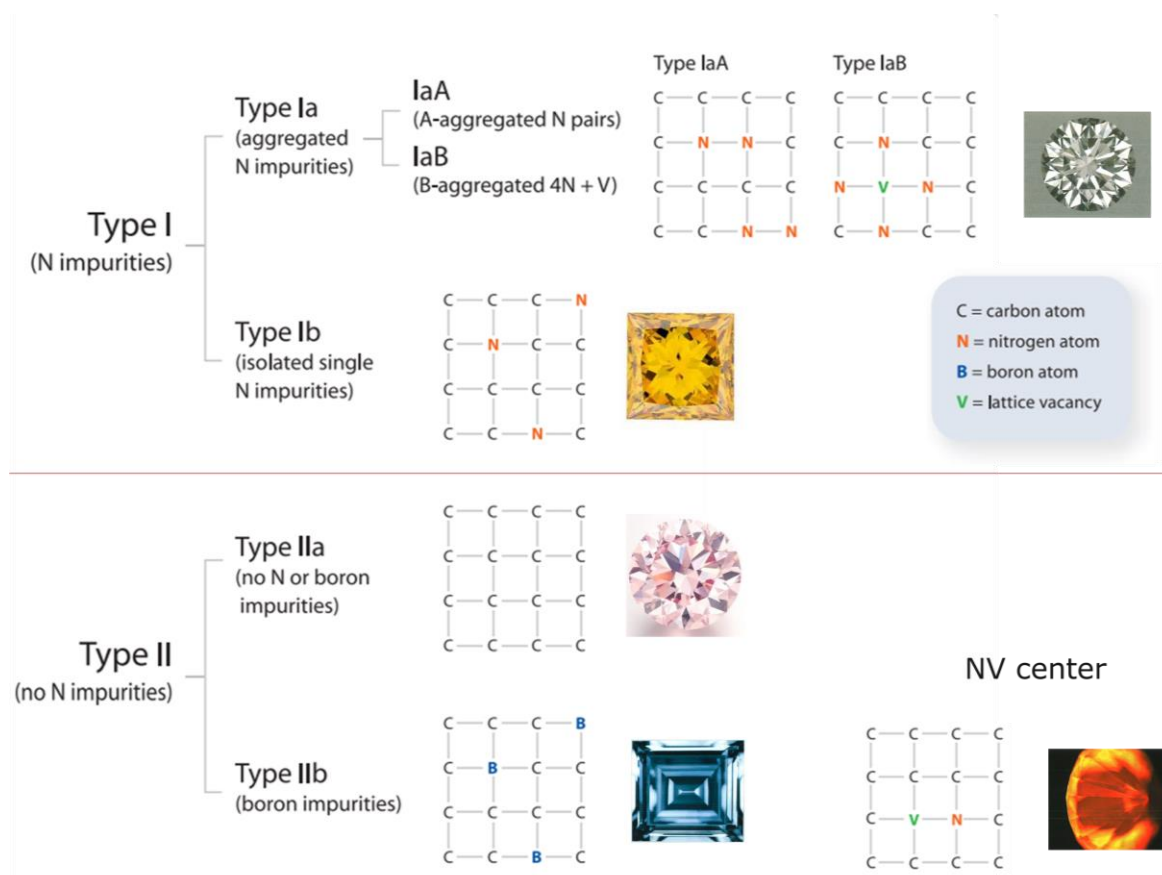 Type IaA
Type IaB
Type Ia
(aggregated
N impurities)
IaA
(A-aggregated N pairs)
IaB
(B-aggregated 4N + V)
C C C C
C N N C
C C C C
C C N N
C C C C
C C N C C
N V N C
C N C C
Type I
(N impurities)
Type Ib
(isolated single
N impurities)
C C C N
C N C C
C C C C
C C N C
C = carbon atom
N = nitrogen atom
B = boron atom
V = lattice vacancy
Type IIa
(no N or boron
impurities)
C C C C
C C C C
C C C C
C C C C
Type II
(no N impurities)
NV center
Type IIb
(boron impurities)
C C C B
C B C C
C C C C
C C B C
C C C C
C C C C
C V N C
C C C C